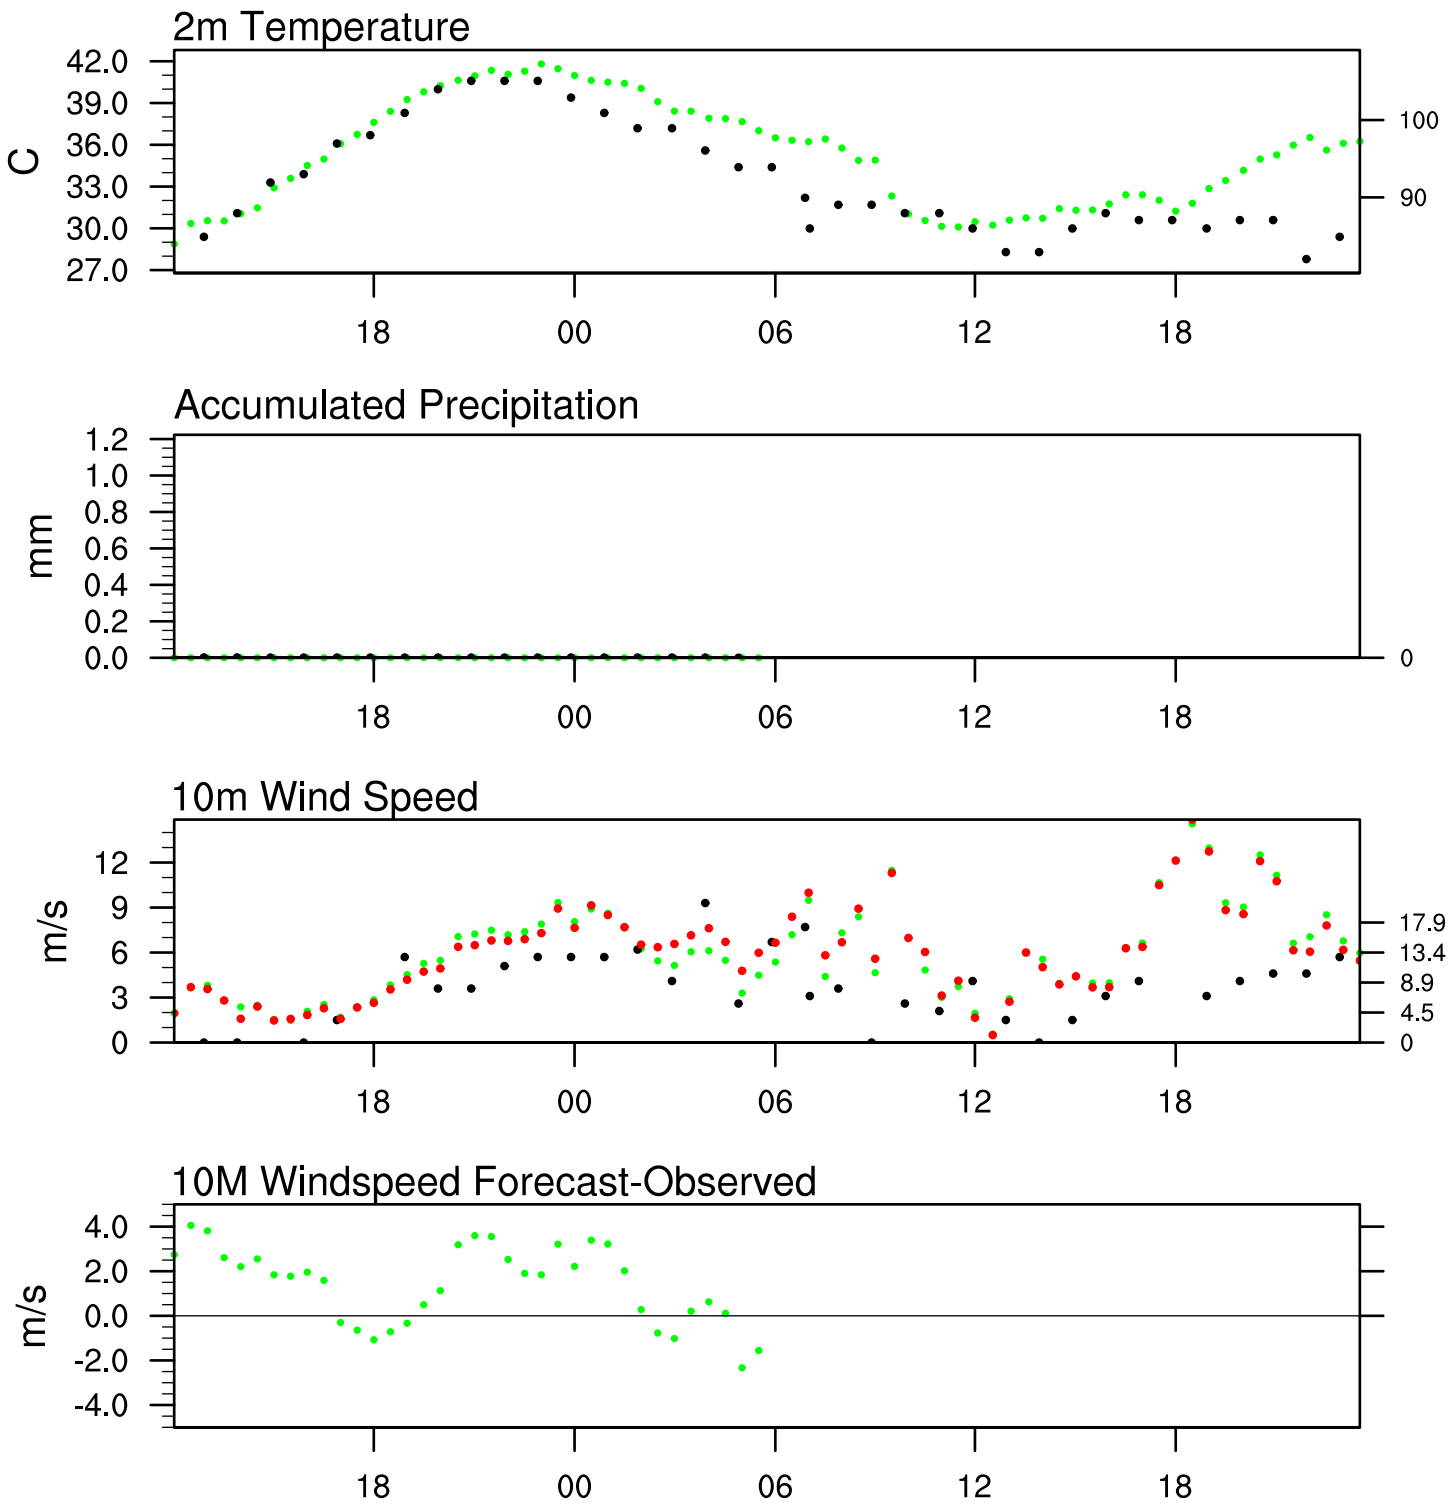 2m Temperature
42.0
39.0
36.0
33.0
30.0
27.0
C
100
90
18 00 06 12 18
Accumulated Precipitation
1.2
1.0
0.8
0.6
0.4
0.2
0.0
mm
0
18 00 06 12 18
10m Wind Speed
12
9
6
3
0
m/s
17.9
13.4
8.9
4.5
0
18 00 06 12 18
10M Windspeed Forecast-Observed
4.0
2.0
0.0
-2.0
-4.0
m/s
18 00 06 12 18